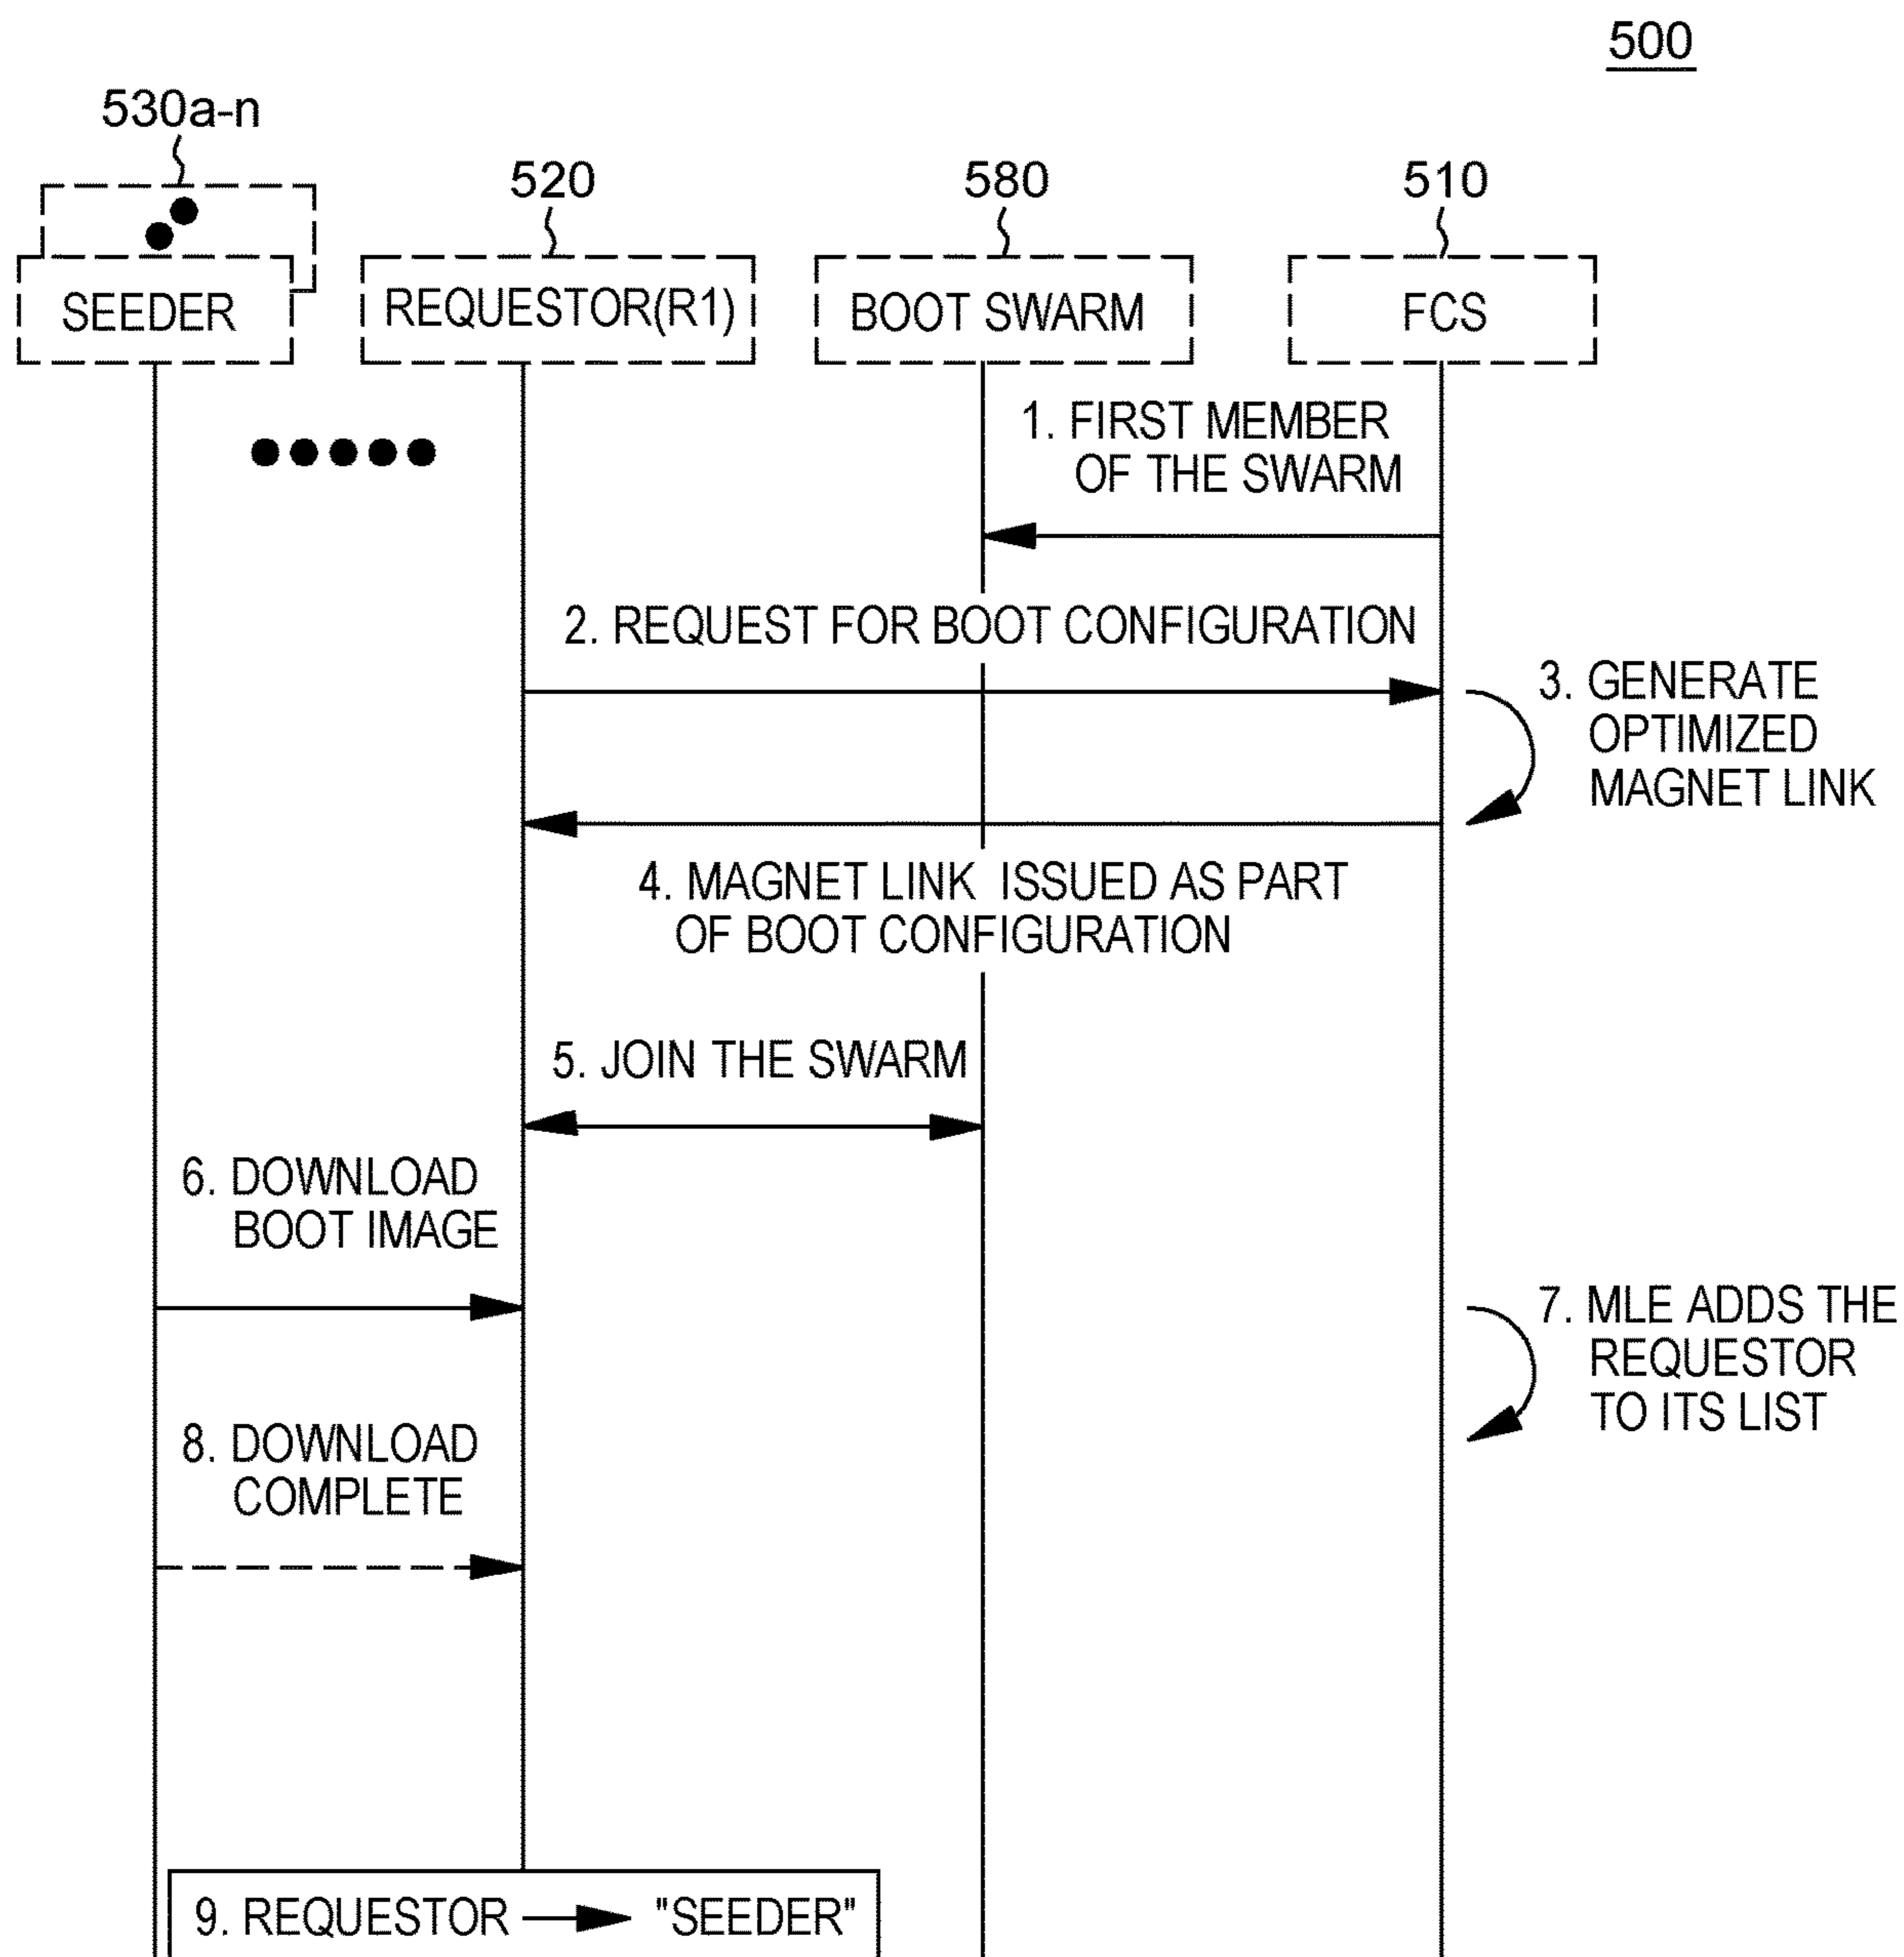 500
530a-n
520
580
510
SEEDER
REQUESTOR(R1)
BOOT SWARM
FCS
1. FIRST MEMBER
OF THE SWARM
2. REQUEST FOR BOOT CONFIGURATION
3. GENERATE
OPTIMIZED
MAGNET LINK
4. MAGNET LINK ISSUED AS PART
OF BOOT CONFIGURATION
5. JOIN THE SWARM
6. DOWNLOAD
BOOT IMAGE
7. MLE ADDS THE
REQUESTOR
TO ITS LIST
8. DOWNLOAD
COMPLETE
9. REQUESTOR "SEEDER"